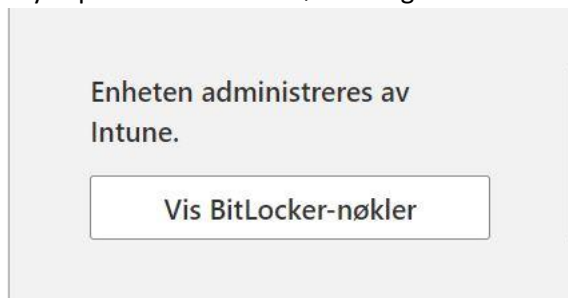 Enheten administreres av
Intune.
Vis BitLocker-nøkler